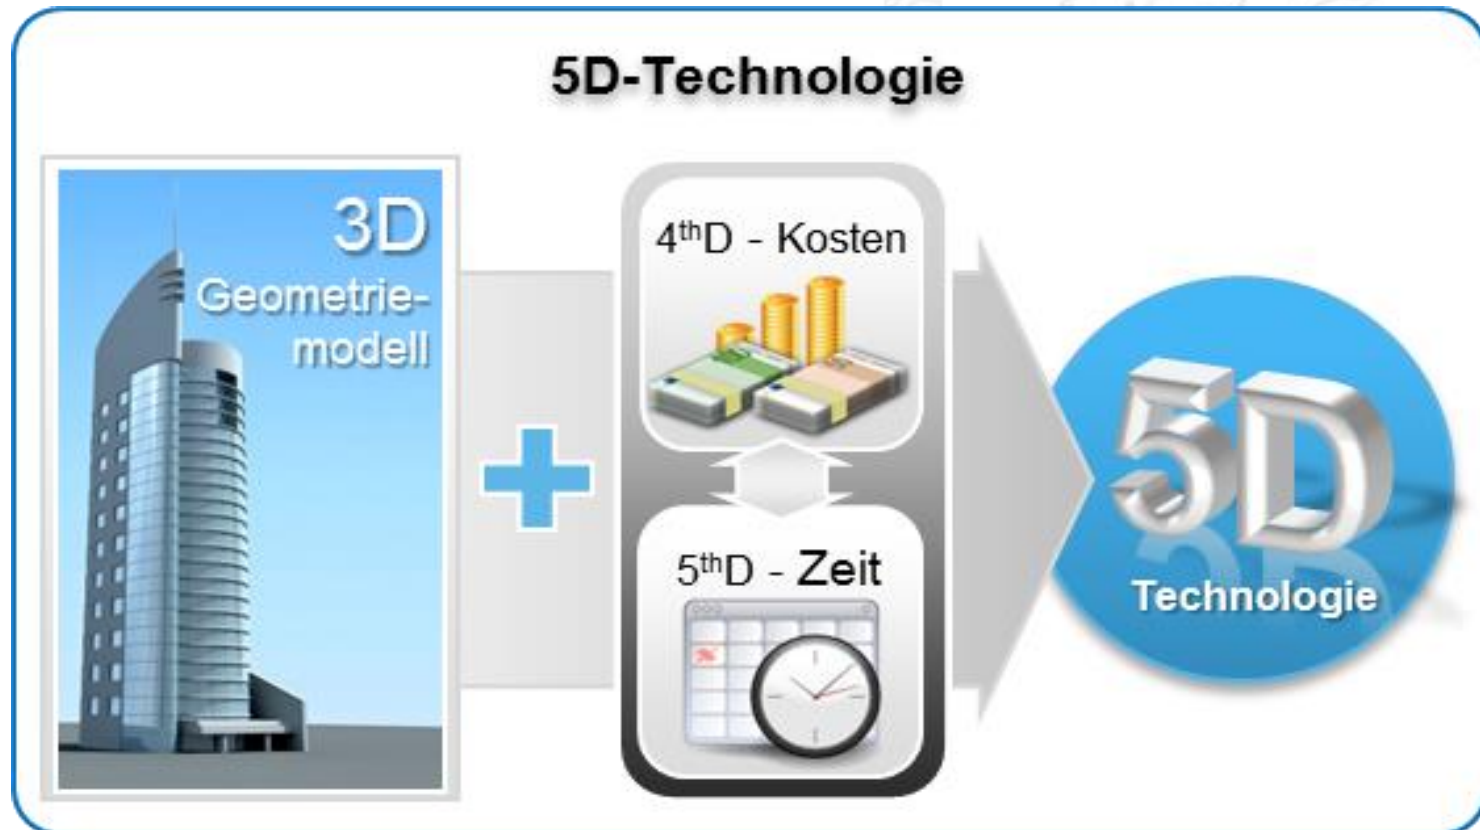 5D-Technologie
3D
Geometrie-
modell
4thD - Kosten
5thD - Zeit
5D
Technologie